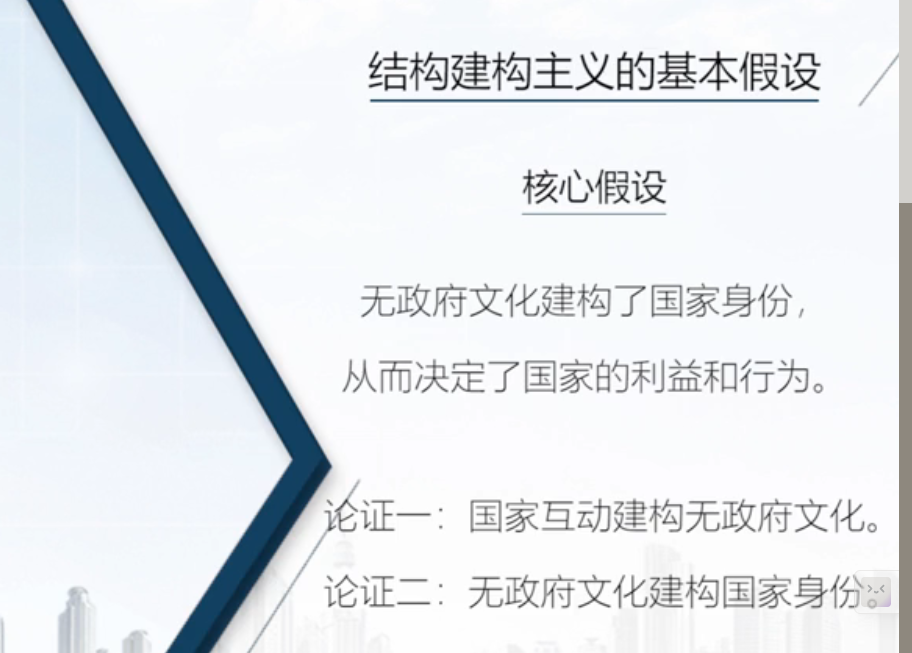 结构建构主义的基本假设
核心假设
无政府文化建构了国家身份，
从而决定了国家的利益和行为。
论证一：国家互动建构无政府文化。
论证二：无政府文化建构国家身份。